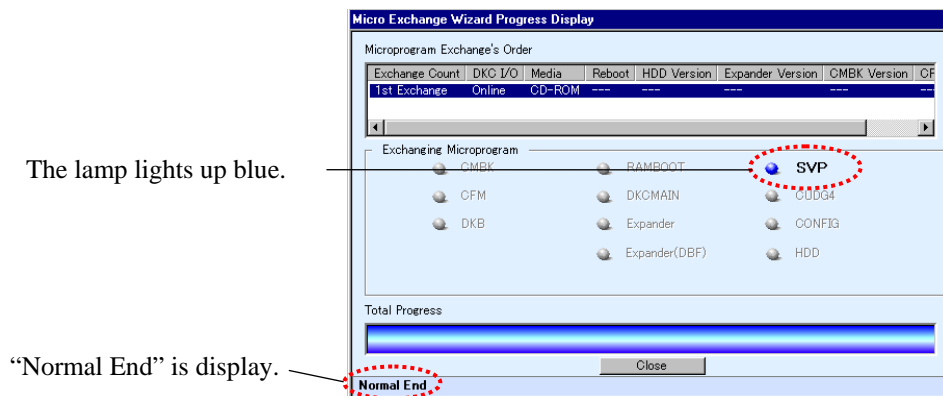 Micro Exchange Wizard Progress Display
Microprogram Exchange's Order
Exchange Count DKC I/O Media Reboot HDD Version Expander Version CMBK Version CF
1st Exchange Online CD-ROM --- --- --- --- ---
Exchanging Microprogram
The lamp lights up blue.
CMBK RAMBOOT SVP
CFM DKCMAIN CUDG4
DKB Expander CONFIG
Expander(DBF) HDD
Total Progress
Close
“Normal End” is display.
Normal End